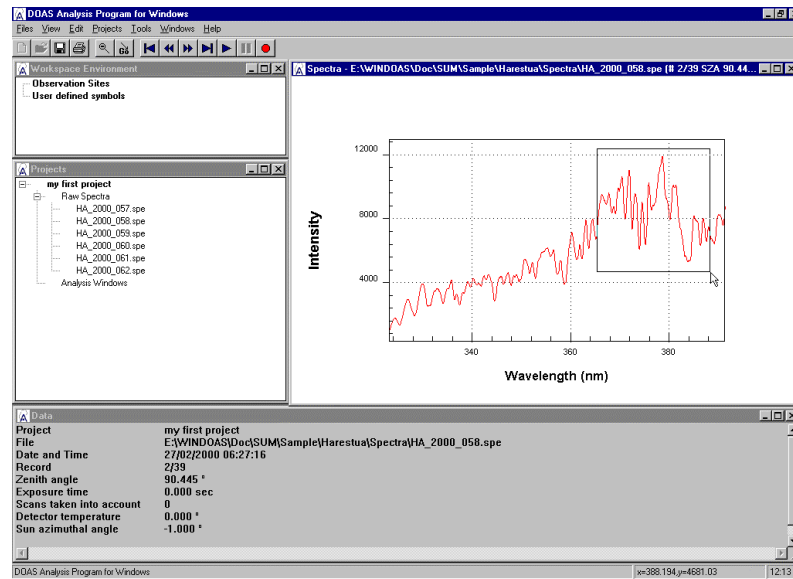 DOAS Analysis Program for Windows
Files View Edit Projects Tools Windows Help
GO
Workspace Environment
Observation Sites
User defined symbols
Projects
my first project
Raw Spectra
HA_2000_057.spe
HA_2000_058.spe
HA_2000_059.spe
HA_2000_060.spe
HA_2000_061.spe
HA_2000_062.spe
Analysis Windows
Spectra - E:\WINDOAS\Doc\SUM\Sample\Harestua\Spectra\HA_2000_058.spe (# 2/39 SZA 90.44...
12000
8000
4000
Intensity
340 360 380
Wavelength (nm)
Data
Project my first project
File E:\WINDOAS\Doc\SUM\Sample\Harestua\Spectra\HA_2000_058.spe
Date and Time 27/02/2000 06:27:16
Record 2/39
Zenith angle 90.445 °
Exposure time 0.000 sec
Scans taken into account 0
Detector temperature 0.000 °
Sun azimuthal angle -1.000 °
DOAS Analysis Program for Windows x=388.194,y=4681.03 12:13